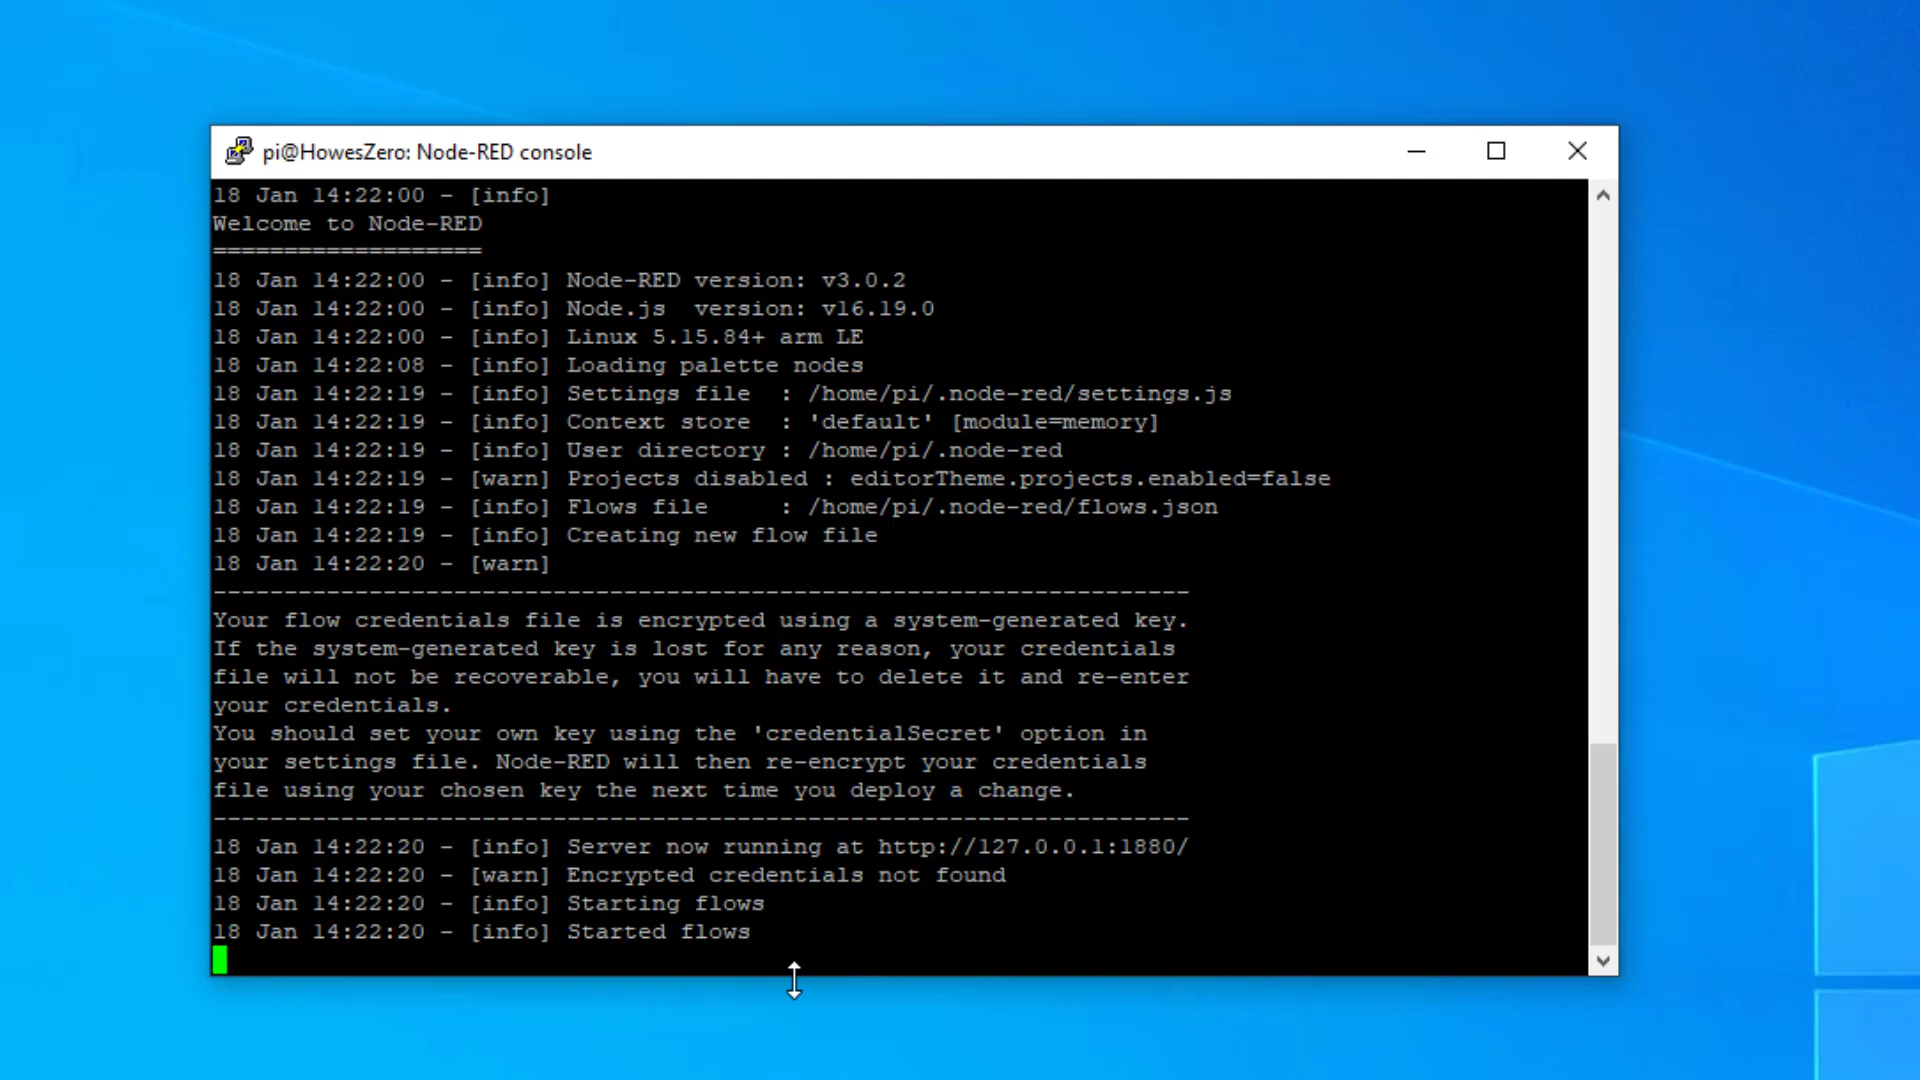 pi@HowesZero: Node-RED console
18 Jan 14:22:00 - [info]
Welcome to Node-RED
===================
18 Jan 14:22:00 - [info] Node-RED version: v3.0.2
18 Jan 14:22:00 - [info] Node.js  version: v16.19.0
18 Jan 14:22:00 - [info] Linux 5.15.84+ arm LE
18 Jan 14:22:08 - [info] Loading palette nodes
18 Jan 14:22:19 - [info] Settings file  : /home/pi/.node-red/settings.js
18 Jan 14:22:19 - [info] Context store  : 'default' [module=memory]
18 Jan 14:22:19 - [info] User directory : /home/pi/.node-red
18 Jan 14:22:19 - [warn] Projects disabled : editorTheme.projects.enabled=false
18 Jan 14:22:19 - [info] Flows file     : /home/pi/.node-red/flows.json
18 Jan 14:22:19 - [info] Creating new flow file
18 Jan 14:22:20 - [warn]
---------------------------------------------------------------------
Your flow credentials file is encrypted using a system-generated key.
If the system-generated key is lost for any reason, your credentials
file will not be recoverable, you will have to delete it and re-enter
your credentials.
You should set your own key using the 'credentialSecret' option in
your settings file. Node-RED will then re-encrypt your credentials
file using your chosen key the next time you deploy a change.
---------------------------------------------------------------------
18 Jan 14:22:20 - [info] Server now running at http://127.0.0.1:1880/
18 Jan 14:22:20 - [warn] Encrypted credentials not found
18 Jan 14:22:20 - [info] Starting flows
18 Jan 14:22:20 - [info] Started flows